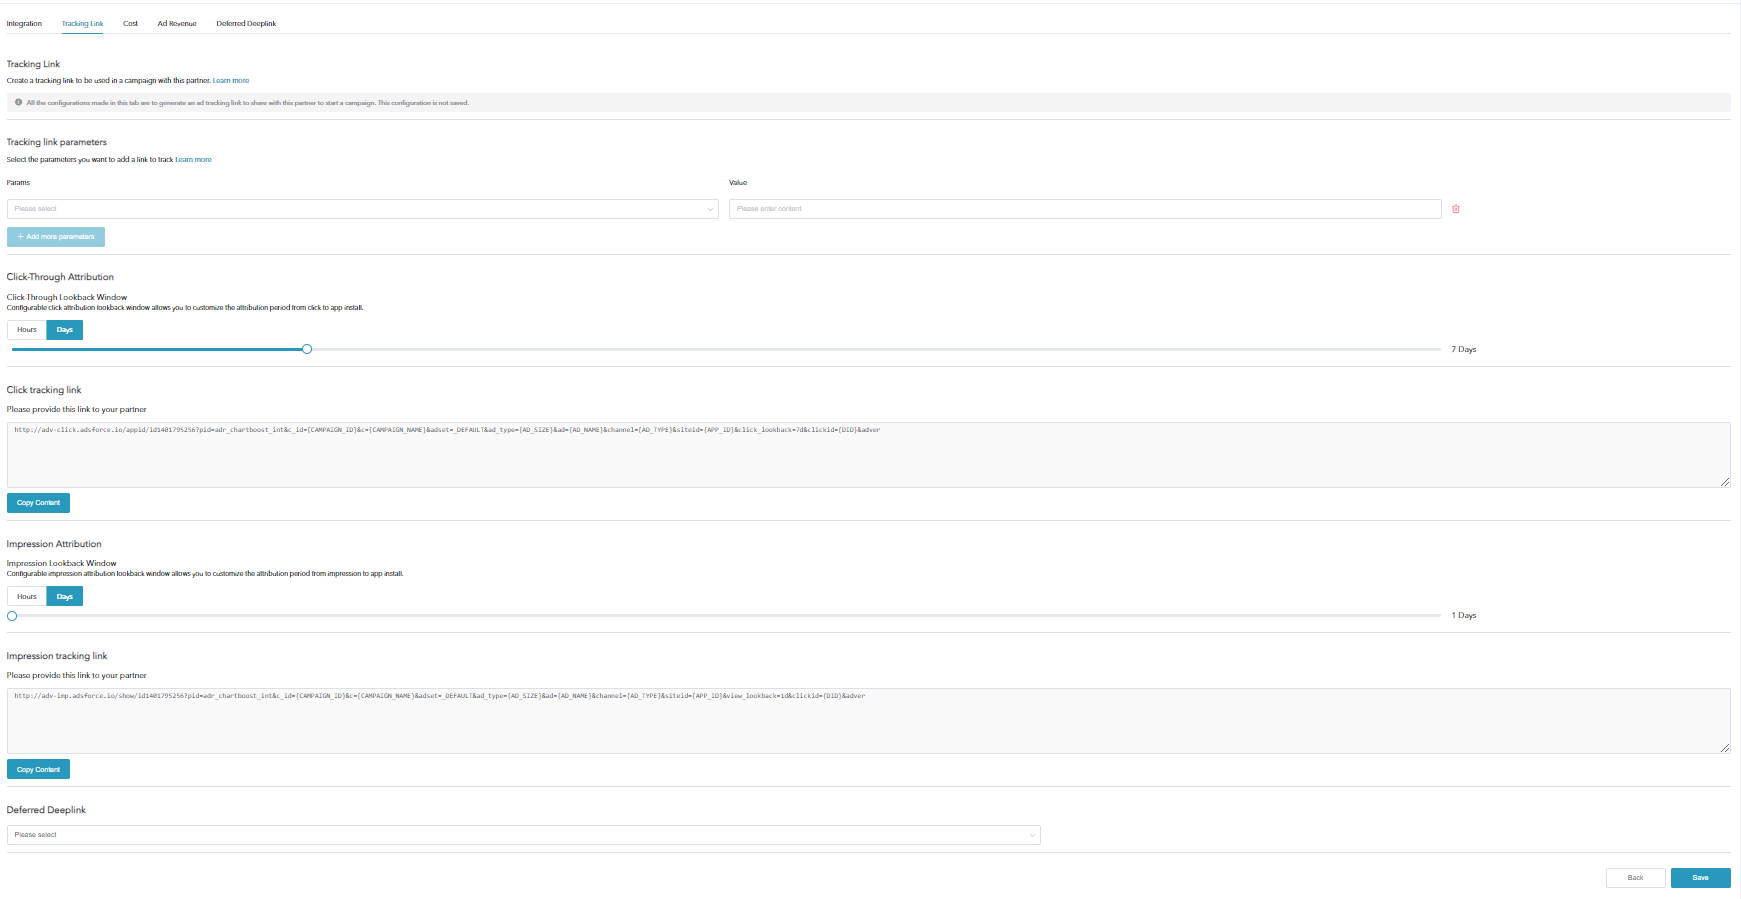 Integration Tracking Link Cost Ad Revenue Deferred Deeplink
Tracking Link
Create a tracking link to be used in a campaign with this partner. Learn more
All the configurations made in this tab are to generate an ad tracking link to share with this partner to start a campaign. This configuration is not saved.
Tracking link parameters
Select the parameters you want to add a link to track Learn more
Params Value
Please select Please enter content
+ Add more parameters
Click-Through Attribution
Click-Through Lookback Window
Configurable click attribution lookback window allows you to customize the attribution period from click to app install.
Hours Days
7 Days
Click tracking link
Please provide this link to your partner
http://adv-click.adsforce.io/appid/id1401795256?pid=adr_chartboost_int&c_id={CAMPAIGN_ID}&c={CAMPAIGN_NAME}&adset=_DEFAULT&ad_type={AD_SIZE}&ad={AD_NAME}&channel={AD_TYPE}&siteid={APP_ID}&click_lookback=7d&clickid={DID}&adver
Copy Content
Impression Attribution
Impression Lookback Window
Configurable impression attribution lookback window allows you to customize the attribution period from impression to app install.
Hours Days
1 Days
Impression tracking link
Please provide this link to your partner
http://adv-imp.adsforce.io/show/id1401795256?pid=adr_chartboost_int&c_id={CAMPAIGN_ID}&c={CAMPAIGN_NAME}&adset=_DEFAULT&ad_type={AD_SIZE}&ad={AD_NAME}&channel={AD_TYPE}&siteid={APP_ID}&view_lookback=1d&clickid={DID}&adver
Copy Content
Deferred Deeplink
Please select
Back Save